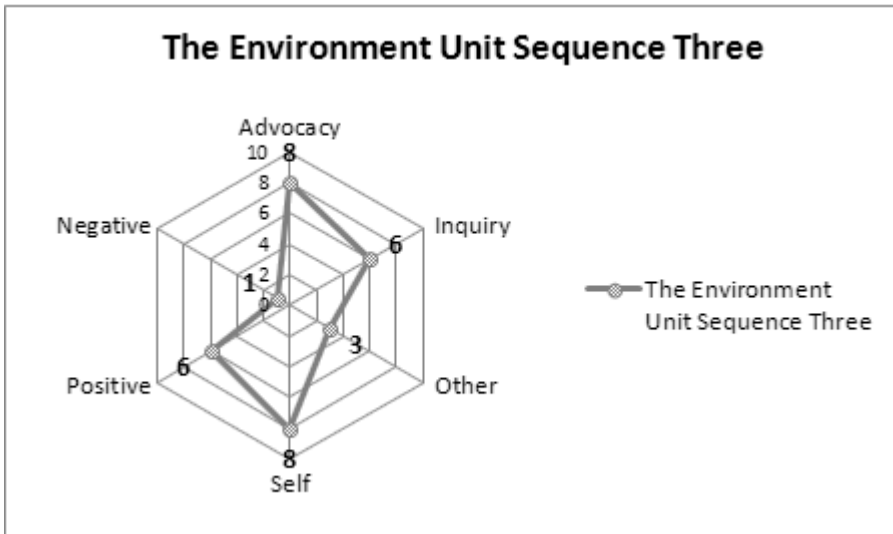 The Environment Unit Sequence Three
Advocacy
8
10
8
6
4
2
0
Negative
Inquiry
6
1
3
The Environment
Unit Sequence Three
6
Positive
Other
8
Self